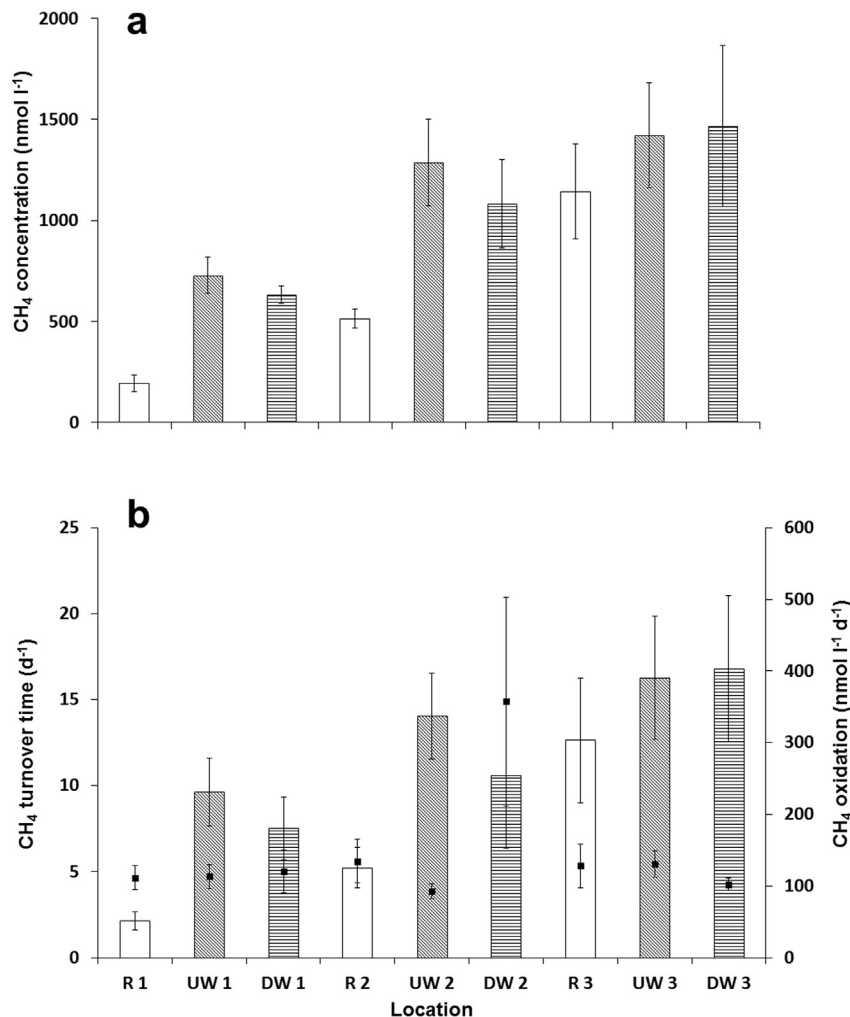 a
2000
1500
1000
500
0
CH₄ concentration (nmol l⁻¹)
b
25
20
15
10
5
0
CH₄ turnover time (d⁻¹)
600
500
400
300
200
100
0
CH₄ oxidation (nmol l⁻¹ d⁻¹)
R 1 UW 1 DW 1 R 2 UW 2 DW 2 R 3 UW 3 DW 3
Location